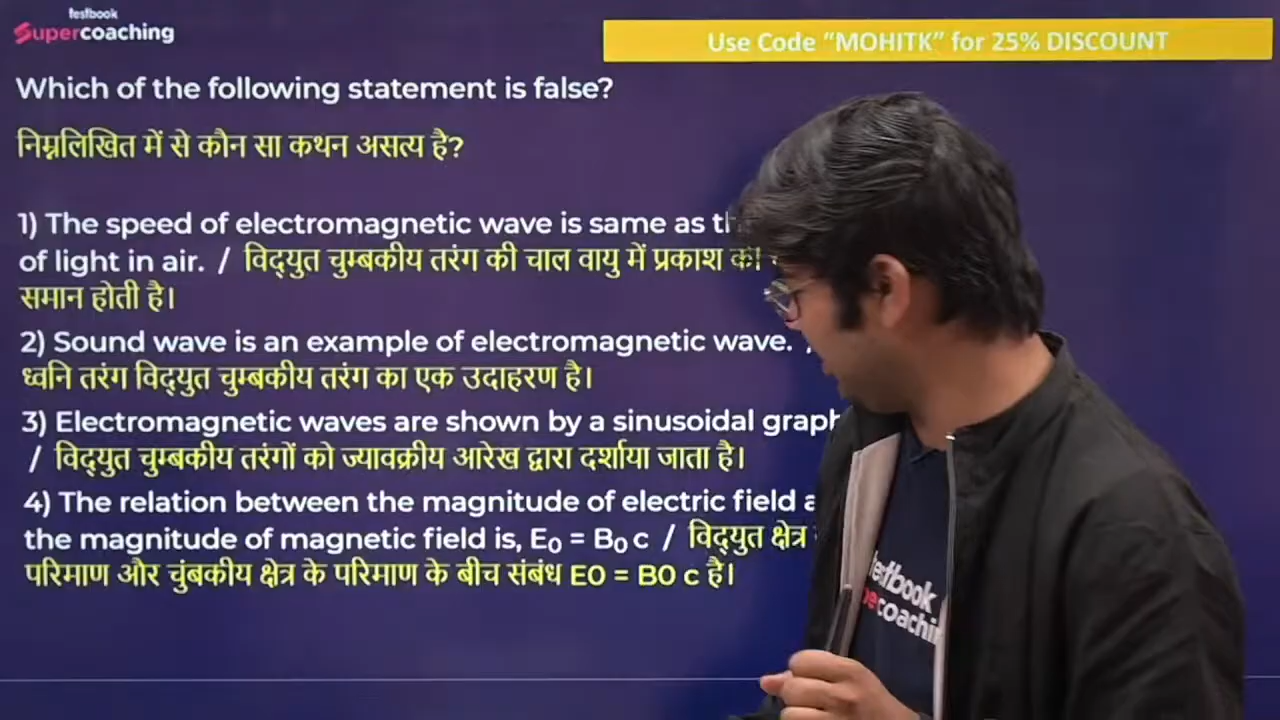 testbook
Supercoaching
Use Code “MOHITK” for 25% DISCOUNT
Which of the following statement is false?
निम्नलिखित में से कौन सा कथन असत्य है?
1) The speed of electromagnetic wave is same as
of light in air. / विद्युत चुम्बकीय तरंग की चाल वायु में प्रकाश की
समान होती है।
2) Sound wave is an example of electromagnetic wave.
ध्वनि तरंग विद्युत चुम्बकीय तरंग का एक उदाहरण है।
3) Electromagnetic waves are shown by a sinusoidal graph
/ विद्युत चुम्बकीय तरंगों को ज्यावक्रीय आरेख द्वारा दर्शाया जाता है।
4) The relation between the magnitude of electric field
the magnitude of magnetic field is, E₀ = B₀ c / विद्युत क्षेत्र
परिमाण और चुंबकीय क्षेत्र के परिमाण के बीच संबंध E0 = B0 c है।
testbook
coachin